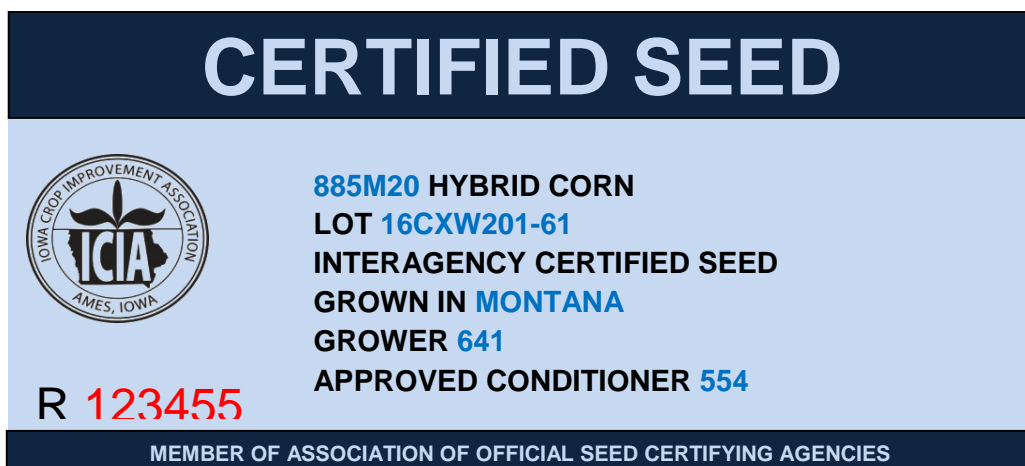 CERTIFIED SEED
IOWA CROP IMPROVEMENT ASSOCIATION
ICIA
AMES, IOWA
885M20 HYBRID CORN
LOT 16CXW201-61
INTERAGENCY CERTIFIED SEED
GROWN IN MONTANA
GROWER 641
APPROVED CONDITIONER 554
R 123455
MEMBER OF ASSOCIATION OF OFFICIAL SEED CERTIFYING AGENCIES